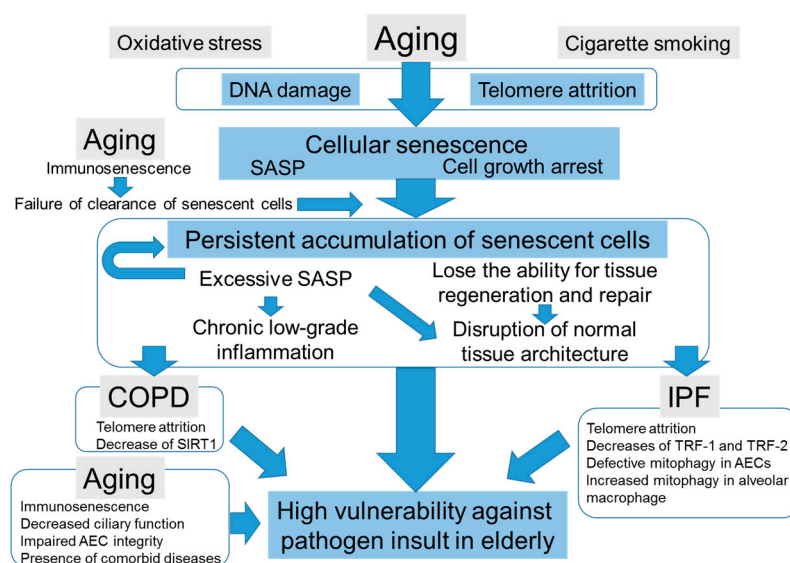 Oxidative stress
Aging
Cigarette smoking
DNA damage
Telomere attrition
Cellular senescence
SASP
Cell growth arrest
Aging
Immunosenescence
Failure of clearance of senescent cells
Persistent accumulation of senescent cells
Excessive SASP
Chronic low-grade
inflammation
Lose the ability for tissue
regeneration and repair
Disruption of normal
tissue architecture
COPD
Telomere attrition
Decrease of SIRT1
IPF
Telomere attrition
Decreases of TRF-1 and TRF-2
Defective mitophagy in AECs
Increased mitophagy in alveolar
macrophage
Aging
Immunosenescence
Decreased ciliary function
Impaired AEC integrity
Presence of comorbid diseases
High vulnerability against
pathogen insult in elderly